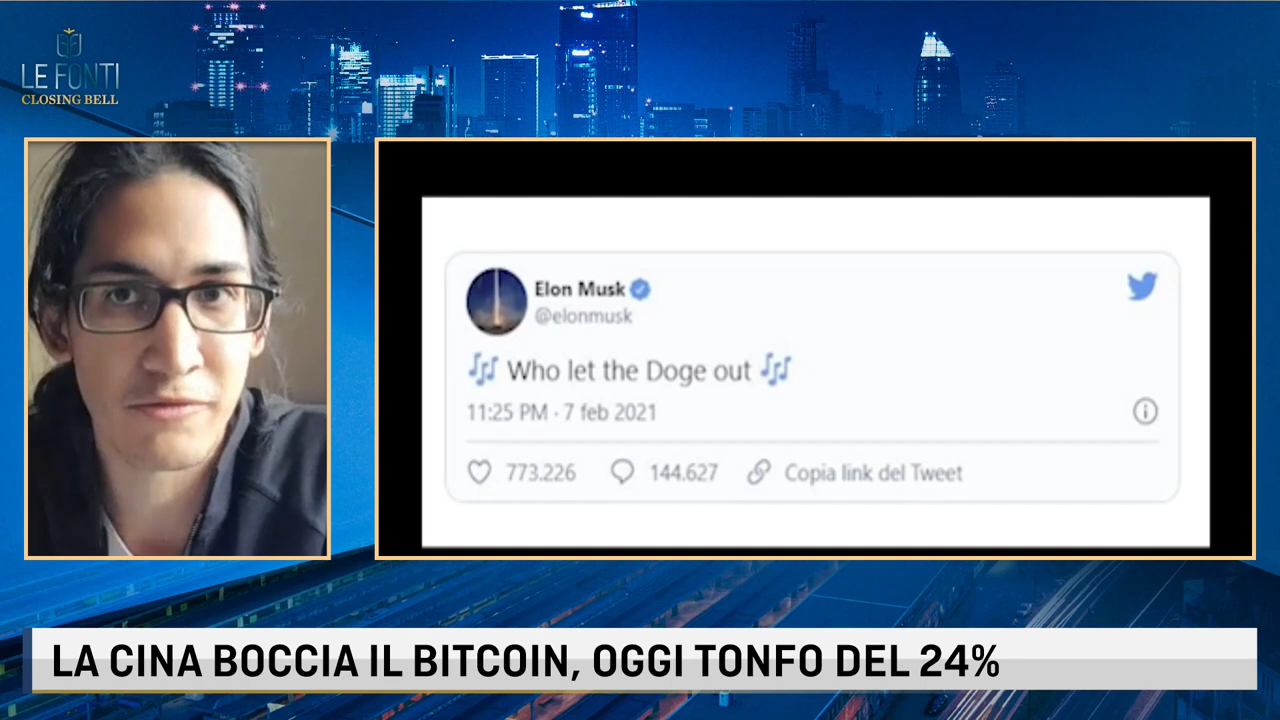 LE FONTI
CLOSING BELL
Elon Musk
@elonmusk
🎶 Who let the Doge out 🎶
11:25 PM · 7 feb 2021
773.226 144.627 Copia link del Tweet
LA CINA BOCCIA IL BITCOIN, OGGI TONFO DEL 24%